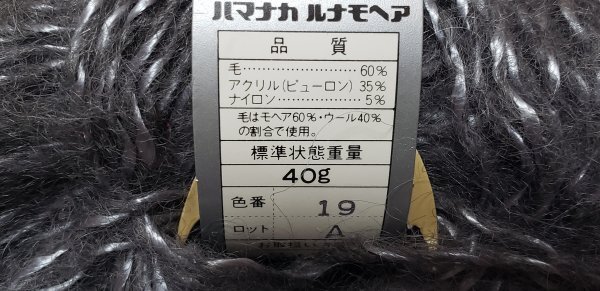 ハマナカ ルナモヘア
品質
毛…………………60%
アクリル(ビューロン) 35%
ナイロン……………5%
毛はモヘア60%・ウール40%
の割合で使用。
標準状態重量
40g
色番 19
ロット A